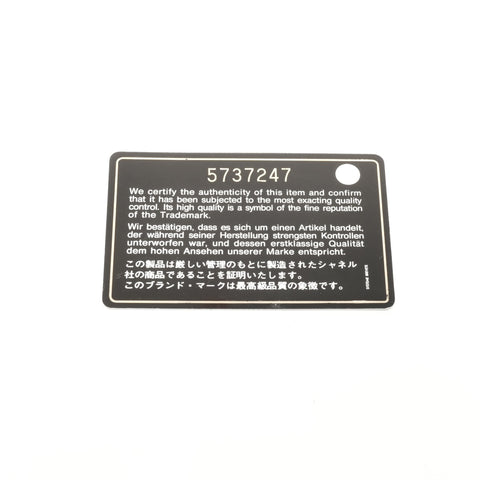 5737247
We certify the authenticity of this item and confirm
that it has been subjected to the most exacting quality
control. Its high quality is a symbol of the fine reputation
of the Trademark.
Wir bestätigen, dass es sich um einen Artikel handelt,
der während seiner Herstellung strengsten Kontrollen
unterworfen war, und dessen erstklassige Qualität
dem hohen Ansehen unserer Marke entspricht.
この製品は厳しい管理のもとに製造されたシャネル
社の商品であることを証明いたします。
このブランド・マークは最高級品質の象徴です。